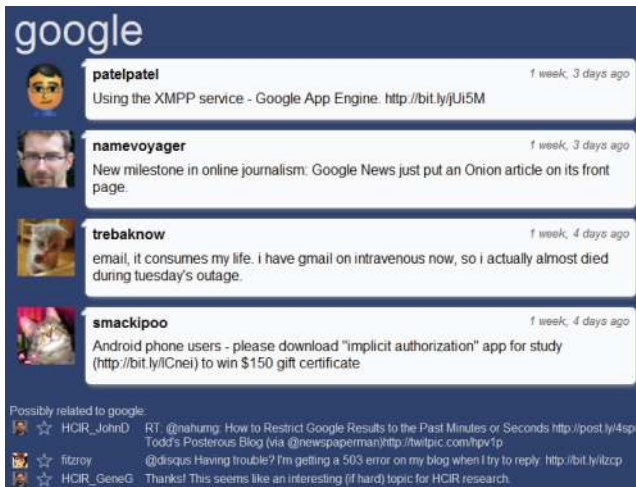 google
patelpatel 1 week, 3 days ago
Using the XMPP service - Google App Engine. http://bit.ly/jUi5M
namevoyager 1 week, 3 days ago
New milestone in online journalism: Google News just put an Onion article on its front
page.
trebaknow 1 week, 4 days ago
email, it consumes my life. i have gmail on intravenous now, so i actually almost died
during tuesday's outage.
smackipoo 1 week, 4 days ago
Android phone users - please download "implicit authorization" app for study
(http://bit.ly/lCnei) to win $150 gift certificate
Possibly related to google:
HCIR_JohnD RT: @nahumg: How to Restrict Google Results to the Past Minutes or Seconds http://post.ly/4sp
Todd's Posterous Blog (via @newspaperman)http://twitpic.com/hpv1p
fitzroy @disqus Having trouble? I'm getting a 503 error on my blog when I try to reply: http://bit.ly/ilzcp
HCIR_GeneG Thanks! This seems like an interesting (if hard) topic for HCIR research.